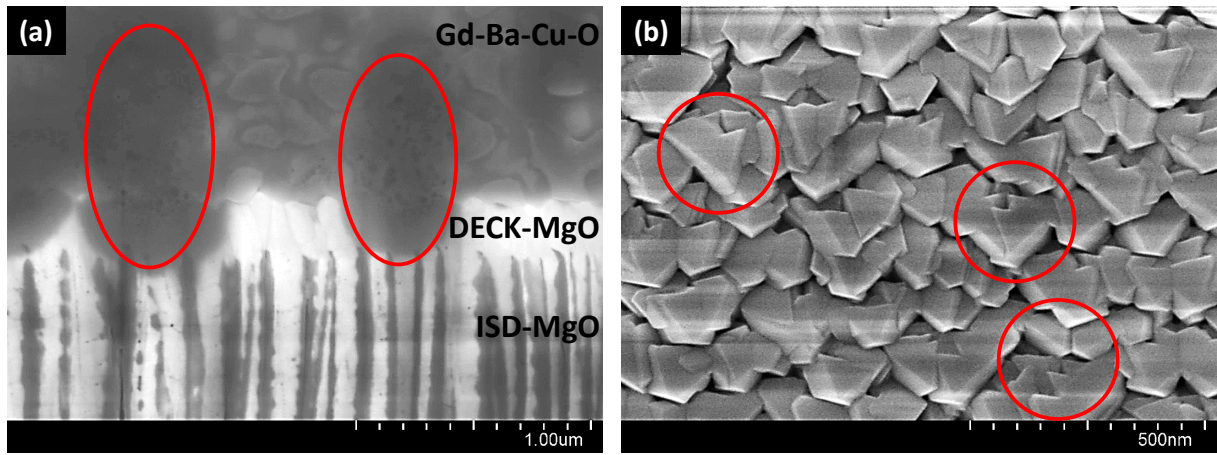 (a)
Gd-Ba-Cu-O
DECK-MgO
ISD-MgO
1.00um
(b)
500nm